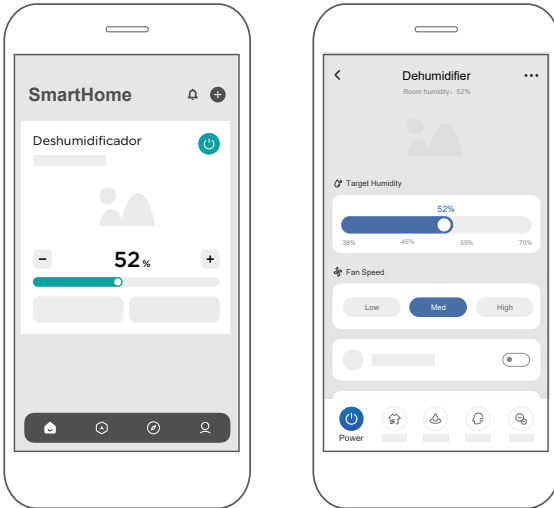 SmartHome
Deshumidificador
- 52 % +
Dehumidifier
Room humidity: 52%
Target Humidity
52%
38% 45% 55% 70%
Fan Speed
Low Med High
Power